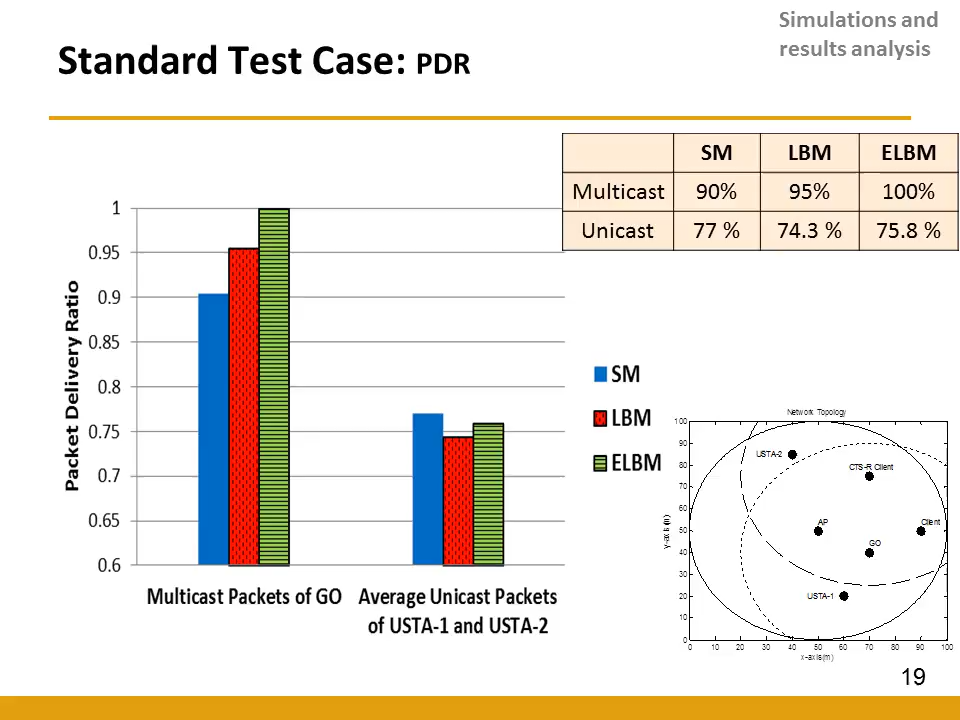 Simulations and
results analysis
Standard Test Case: PDR
SM LBM ELBM
Multicast 90% 95% 100%
Unicast 77 % 74.3 % 75.8 %
Packet Delivery Ratio
1
0.95
0.9
0.85
0.8
0.75
0.7
0.65
0.6
Multicast Packets of GO
Average Unicast Packets
of USTA-1 and USTA-2
SM
LBM
ELBM
Network Topology
y-axis(m)
100
90
80
70
60
50
40
30
20
10
0
USTA-2
CTS-R Client
AP
Client
GO
USTA-1
0 10 20 30 40 50 60 70 80 90 100
x-axis(m)
19